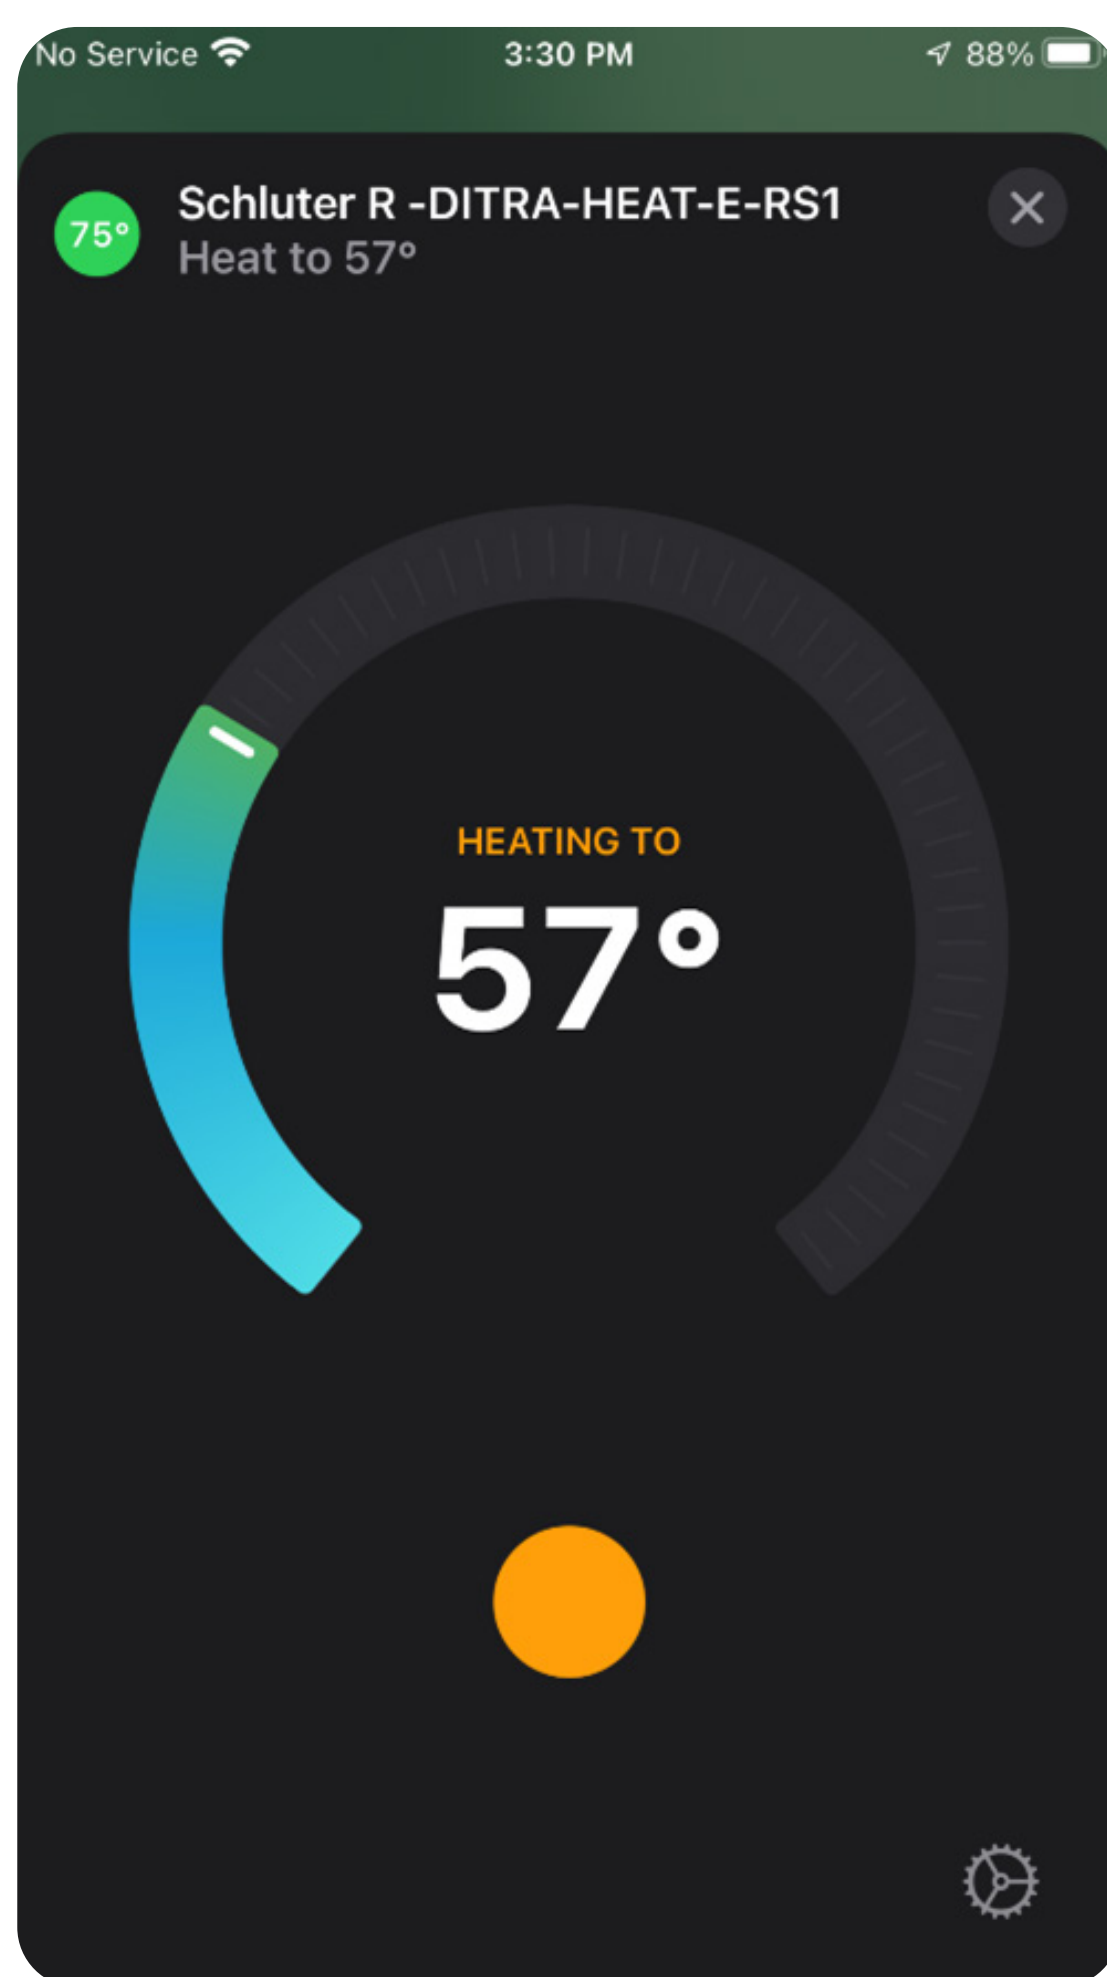 No Service 3:30 PM 88%
75° Schluter R -DITRA-HEAT-E-RS1
Heat to 57°
HEATING TO
57°